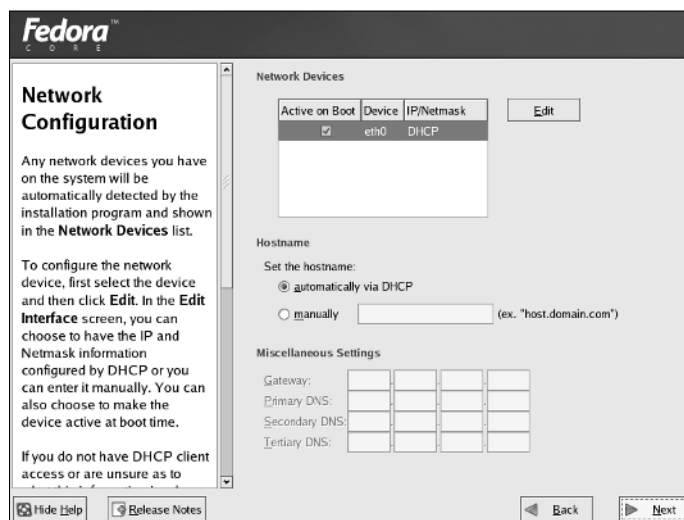 Fedora™
CORE
Network
Configuration
Any network devices you have
on the system will be
automatically detected by the
installation program and shown
in the Network Devices list.
To configure the network
device, first select the device
and then click Edit. In the Edit
Interface screen, you can
choose to have the IP and
Netmask information
configured by DHCP or you
can enter it manually. You can
also choose to make the
device active at boot time.
If you do not have DHCP client
access or are unsure as to
Network Devices
Active on Boot Device IP/Netmask
eth0 DHCP
Edit
Hostname
Set the hostname:
automatically via DHCP
manually (ex. "host.domain.com")
Miscellaneous Settings
Gateway:
Primary DNS:
Secondary DNS:
Tertiary DNS:
Hide Help
Release Notes
Back
Next